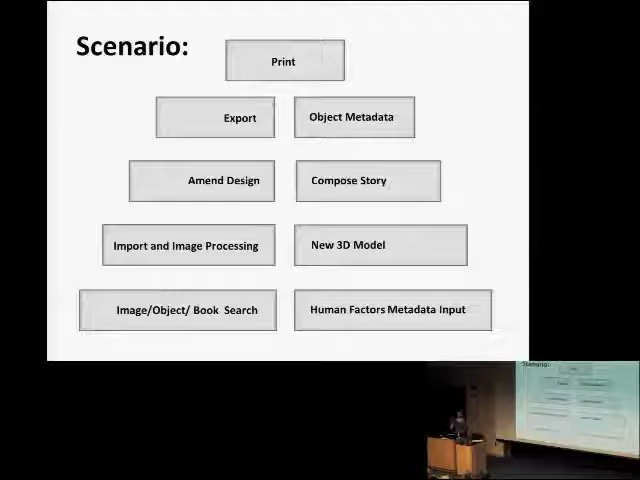 Scenario:
Print
Export
Object Metadata
Amend Design
Compose Story
Import and Image Processing
New 3D Model
Image/Object/ Book Search
Human Factors Metadata Input
Scenario: